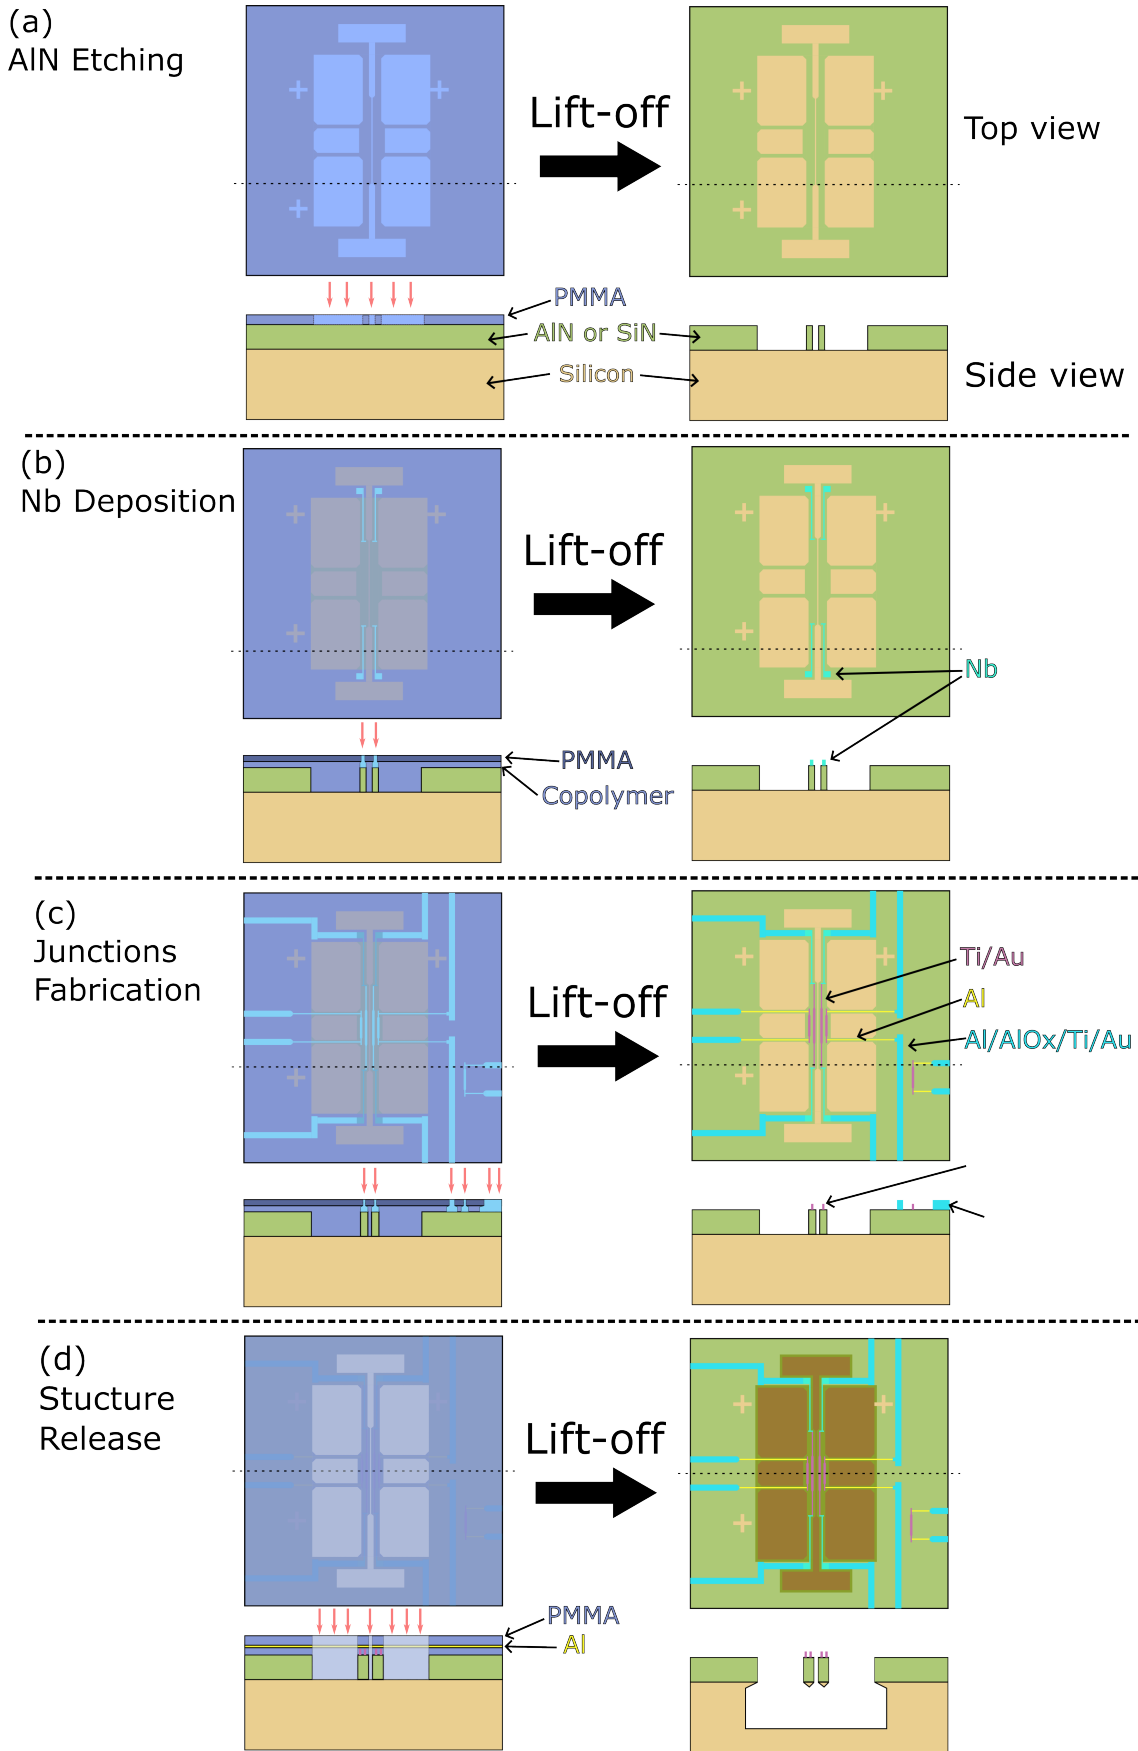 (a)
AlN Etching
Lift-off
Top view
PMMA
AlN or SiN
Silicon
Side view
(b)
Nb Deposition
Lift-off
Nb
PMMA
Copolymer
(c)
Junctions
Fabrication
Lift-off
Ti/Au
Al
Al/AlOx/Ti/Au
(d)
Stucture
Release
Lift-off
PMMA
Al